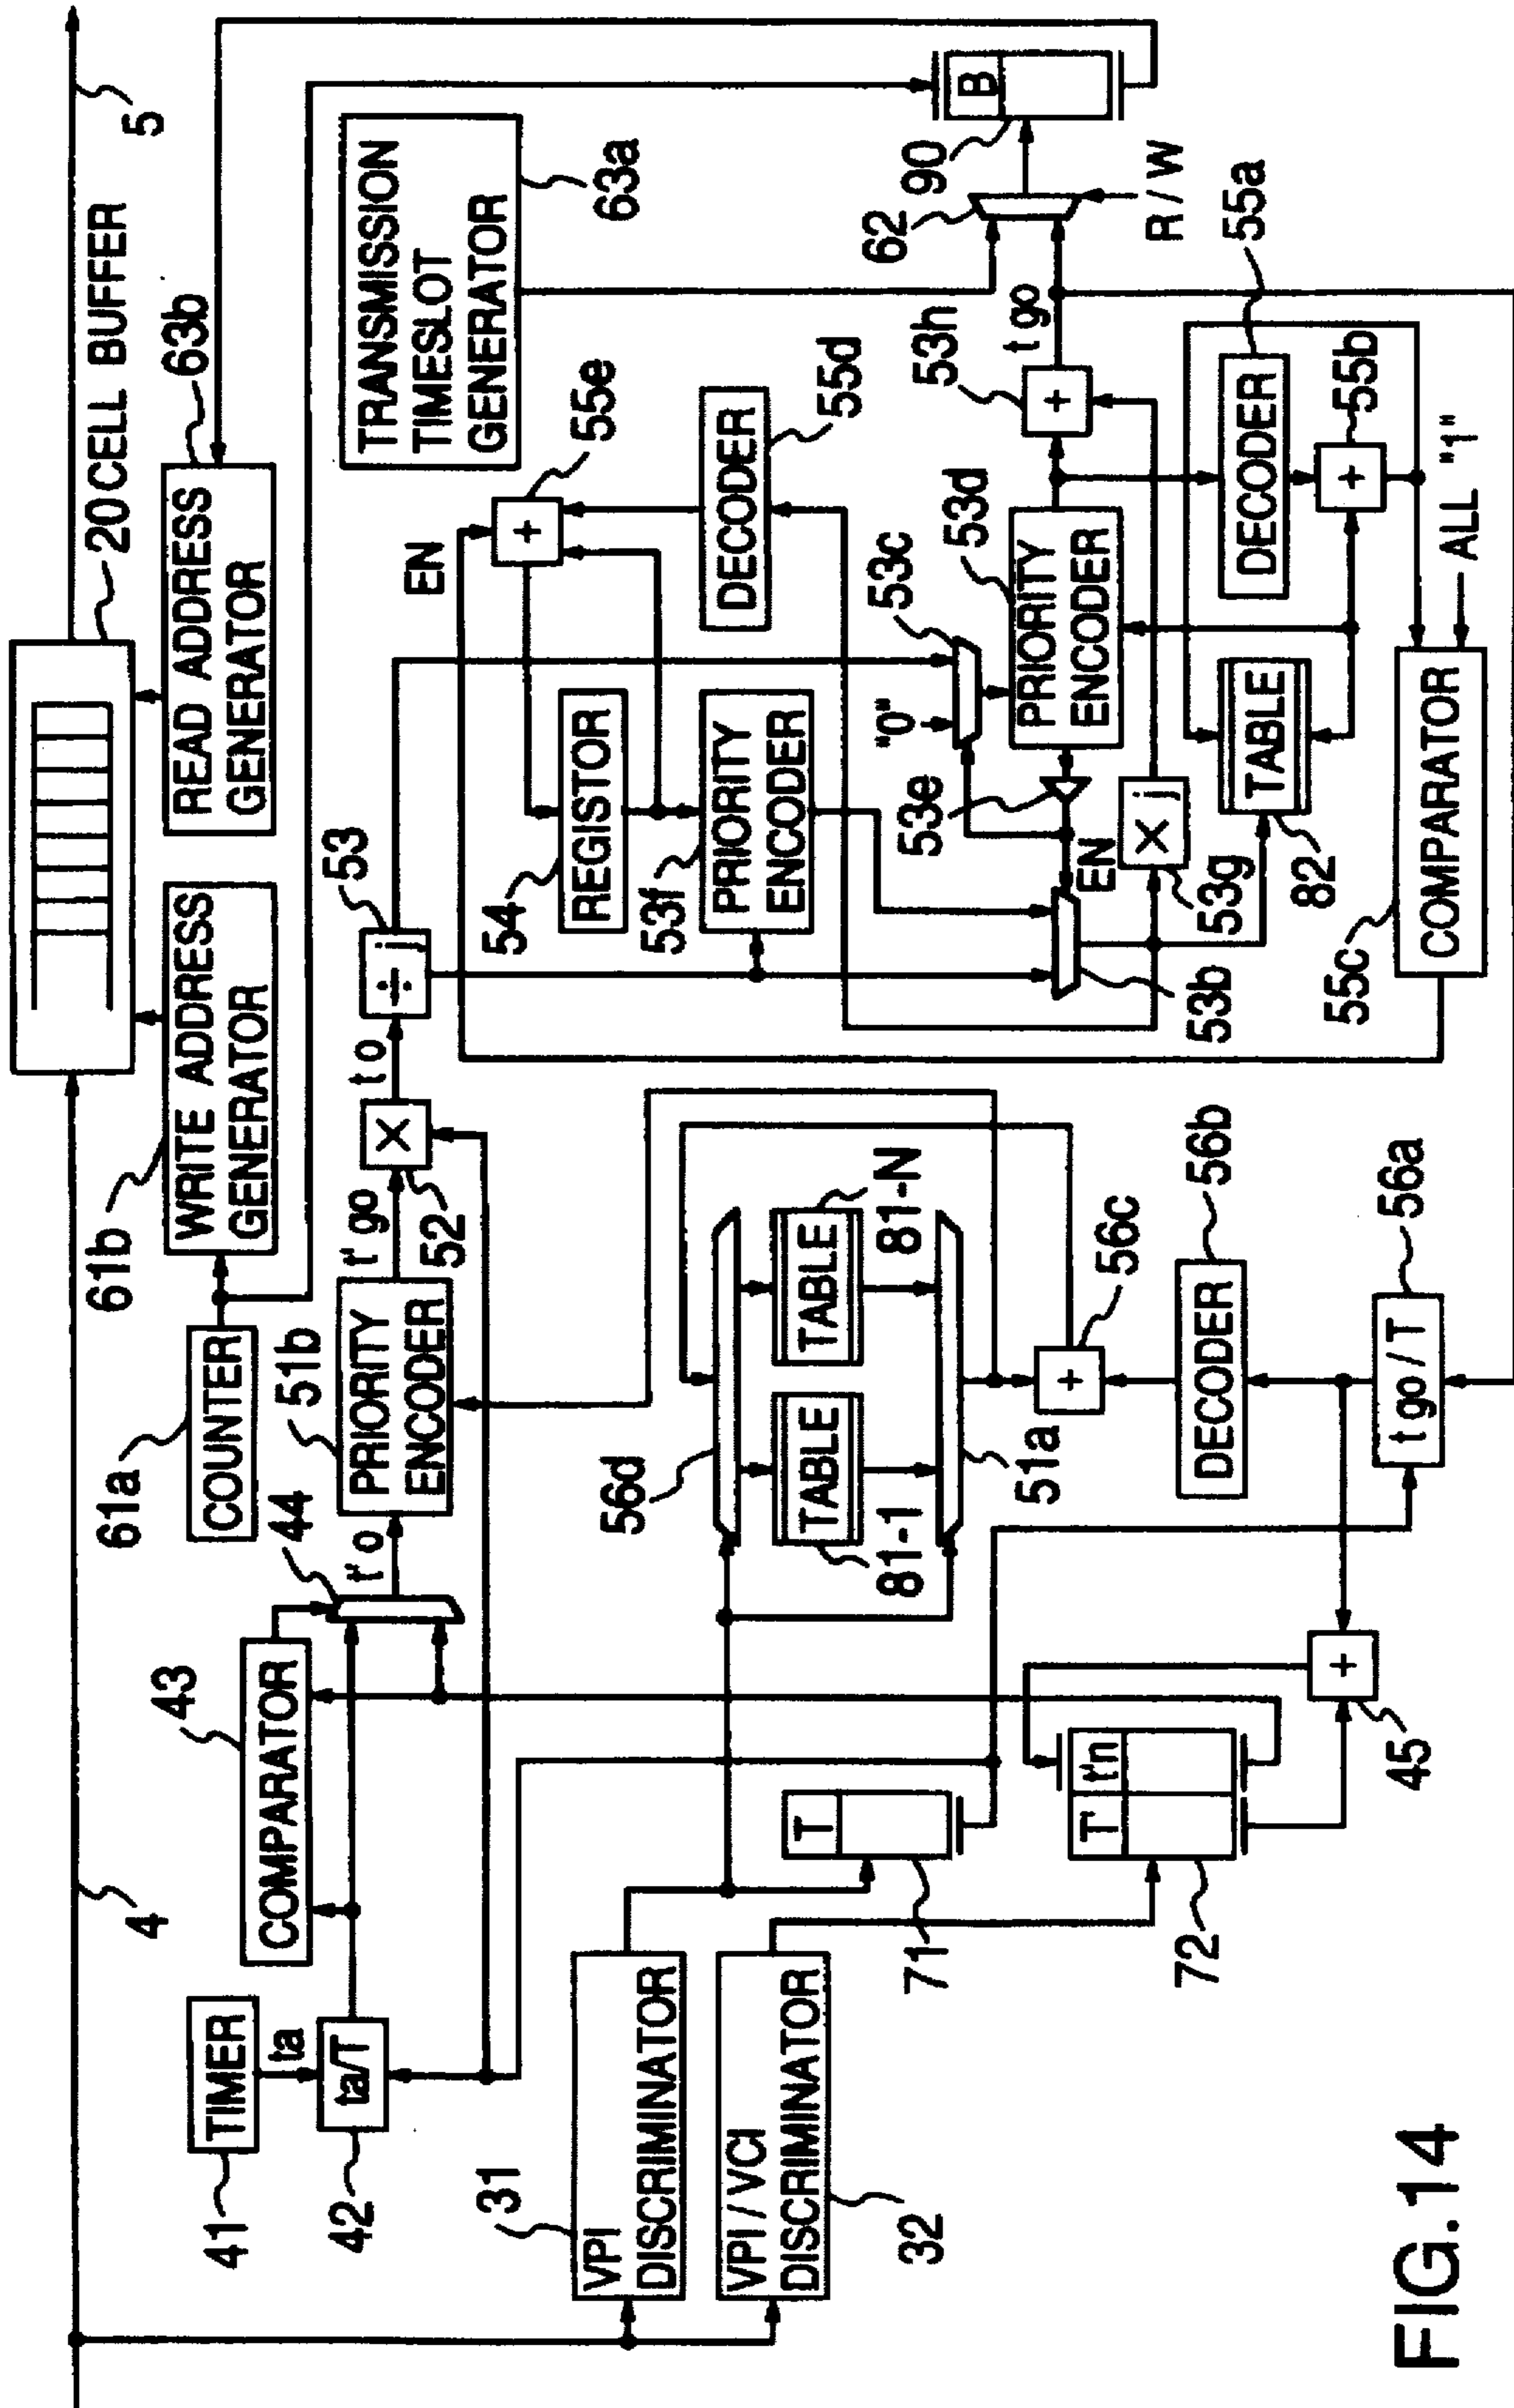 4
20 CELL BUFFER
5
61b
WRITE ADDRESS
GENERATOR
READ ADDRESS
GENERATOR
63b
61a
COUNTER
TRANSMISSION
TIMESLOT
GENERATOR
63a
41
TIMER
ta
42
ta/T
43
COMPARATOR
44
t'o
51b
PRIORITY
ENCODER
t'go
52
×
to
53
÷ j
EN
55e
+
54
REGISTOR
53f
PRIORITY
ENCODER
DECODER
55d
"0"
53c
53d
PRIORITY
ENCODER
53e
EN
53b
53g
× j
53h
+
t go
62
R / W
90
B
55a
DECODER
55b
+
82
TABLE
ALL "1"
55c
COMPARATOR
31
VPI
DISCRIMINATOR
VPI / VCI
DISCRIMINATOR
32
71
T
72
T'
t'n
45
+
56d
81-1
TABLE
TABLE
81-N
51a
+
56c
DECODER
56b
t go / T
56a
FIG.14